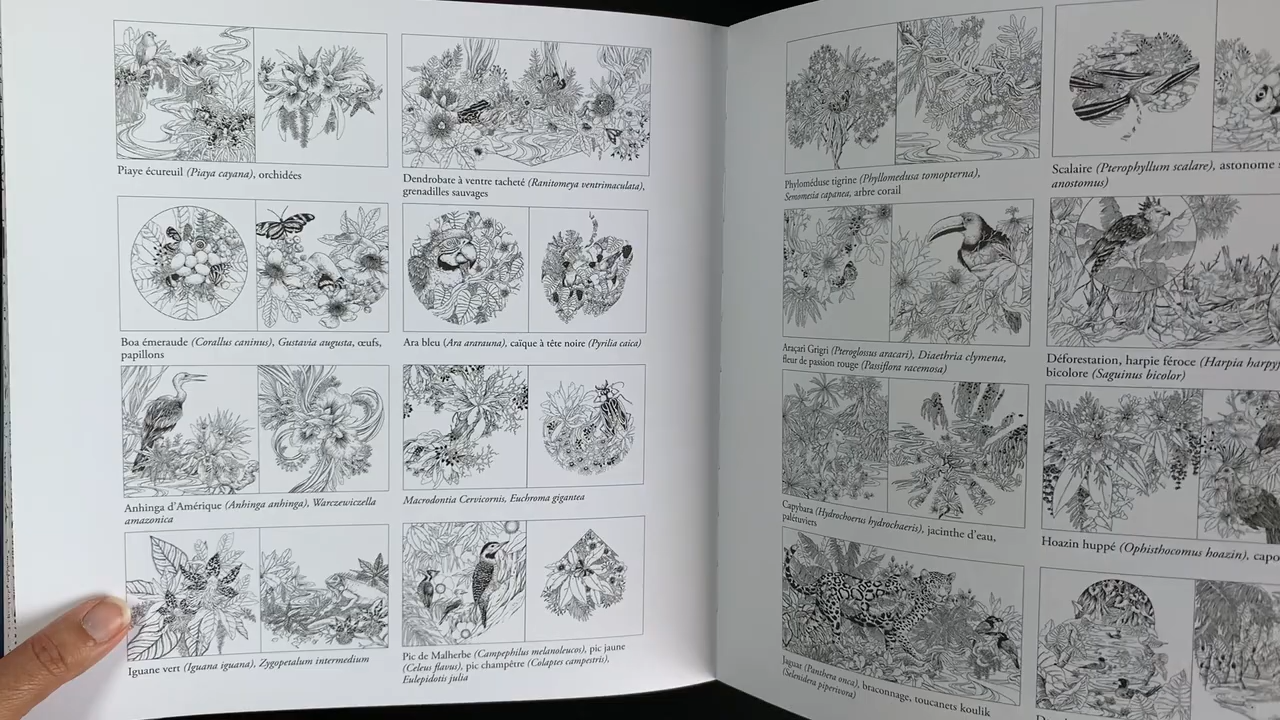 Piaye écureuil (Piaya cayana), orchidées
Dendrobate à ventre tacheté (Ranitomeya ventrimaculata),
grenadilles sauvages
Boa émeraude (Corallus caninus), Gustavia augusta, œufs,
papillons
Ara bleu (Ara ararauna), caïque à tête noire (Pyrilia caica)
Anhinga d'Amérique (Anhinga anhinga), Warczewiczella
amazonica
Macrodontia Cervicornis, Euchroma gigantea
Iguane vert (Iguana iguana), Zygopetalum intermedium
Pic de Malherbe (Campephilus melanoleucos), pic jaune
(Celeus flavus), pic champêtre (Colaptes campestris),
Eulepidotis julia
Phyloméduse tigrine (Phyllomedusa tomopterna),
Semomesia capanea, arbre corail
Scalaire (Pterophyllum scalare), astonome
anostomus)
Araçari Grigri (Pteroglossus aracari), Diaethria clymena,
fleur de passion rouge (Passiflora racemosa)
Déforestation, harpie féroce (Harpia harpyj
bicolore (Saguinus bicolor)
Capybara (Hydrochoerus hydrochaeris), jacinthe d'eau,
palétuviers
Hoazin huppé (Ophisthocomus hoazin), capo
Jaguar (Panthera onca), braconnage, toucanets koulik
(Selenidera piperivora)